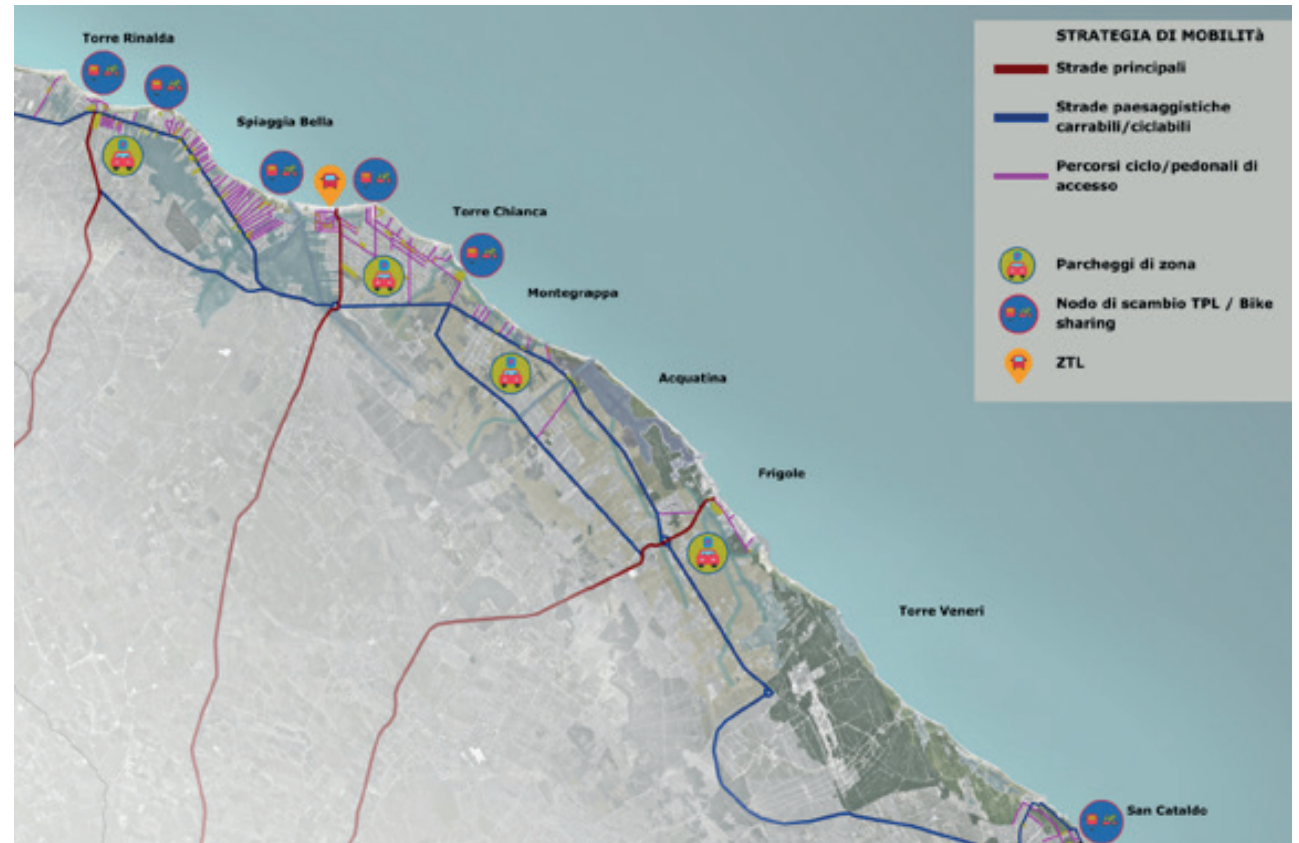 Torre Rinalda
Spiaggia Bella
Torre Chianca
Montegrappa
Acquatina
Frigole
Torre Veneri
San Cataldo
STRATEGIA DI MOBILITà
Strade principali
Strade paesaggistiche
carrabili/ciclabili
Percorsi ciclo/pedonali di
accesso
Parcheggi di zona
Nodo di scambio TPL / Bike
sharing
ZTL